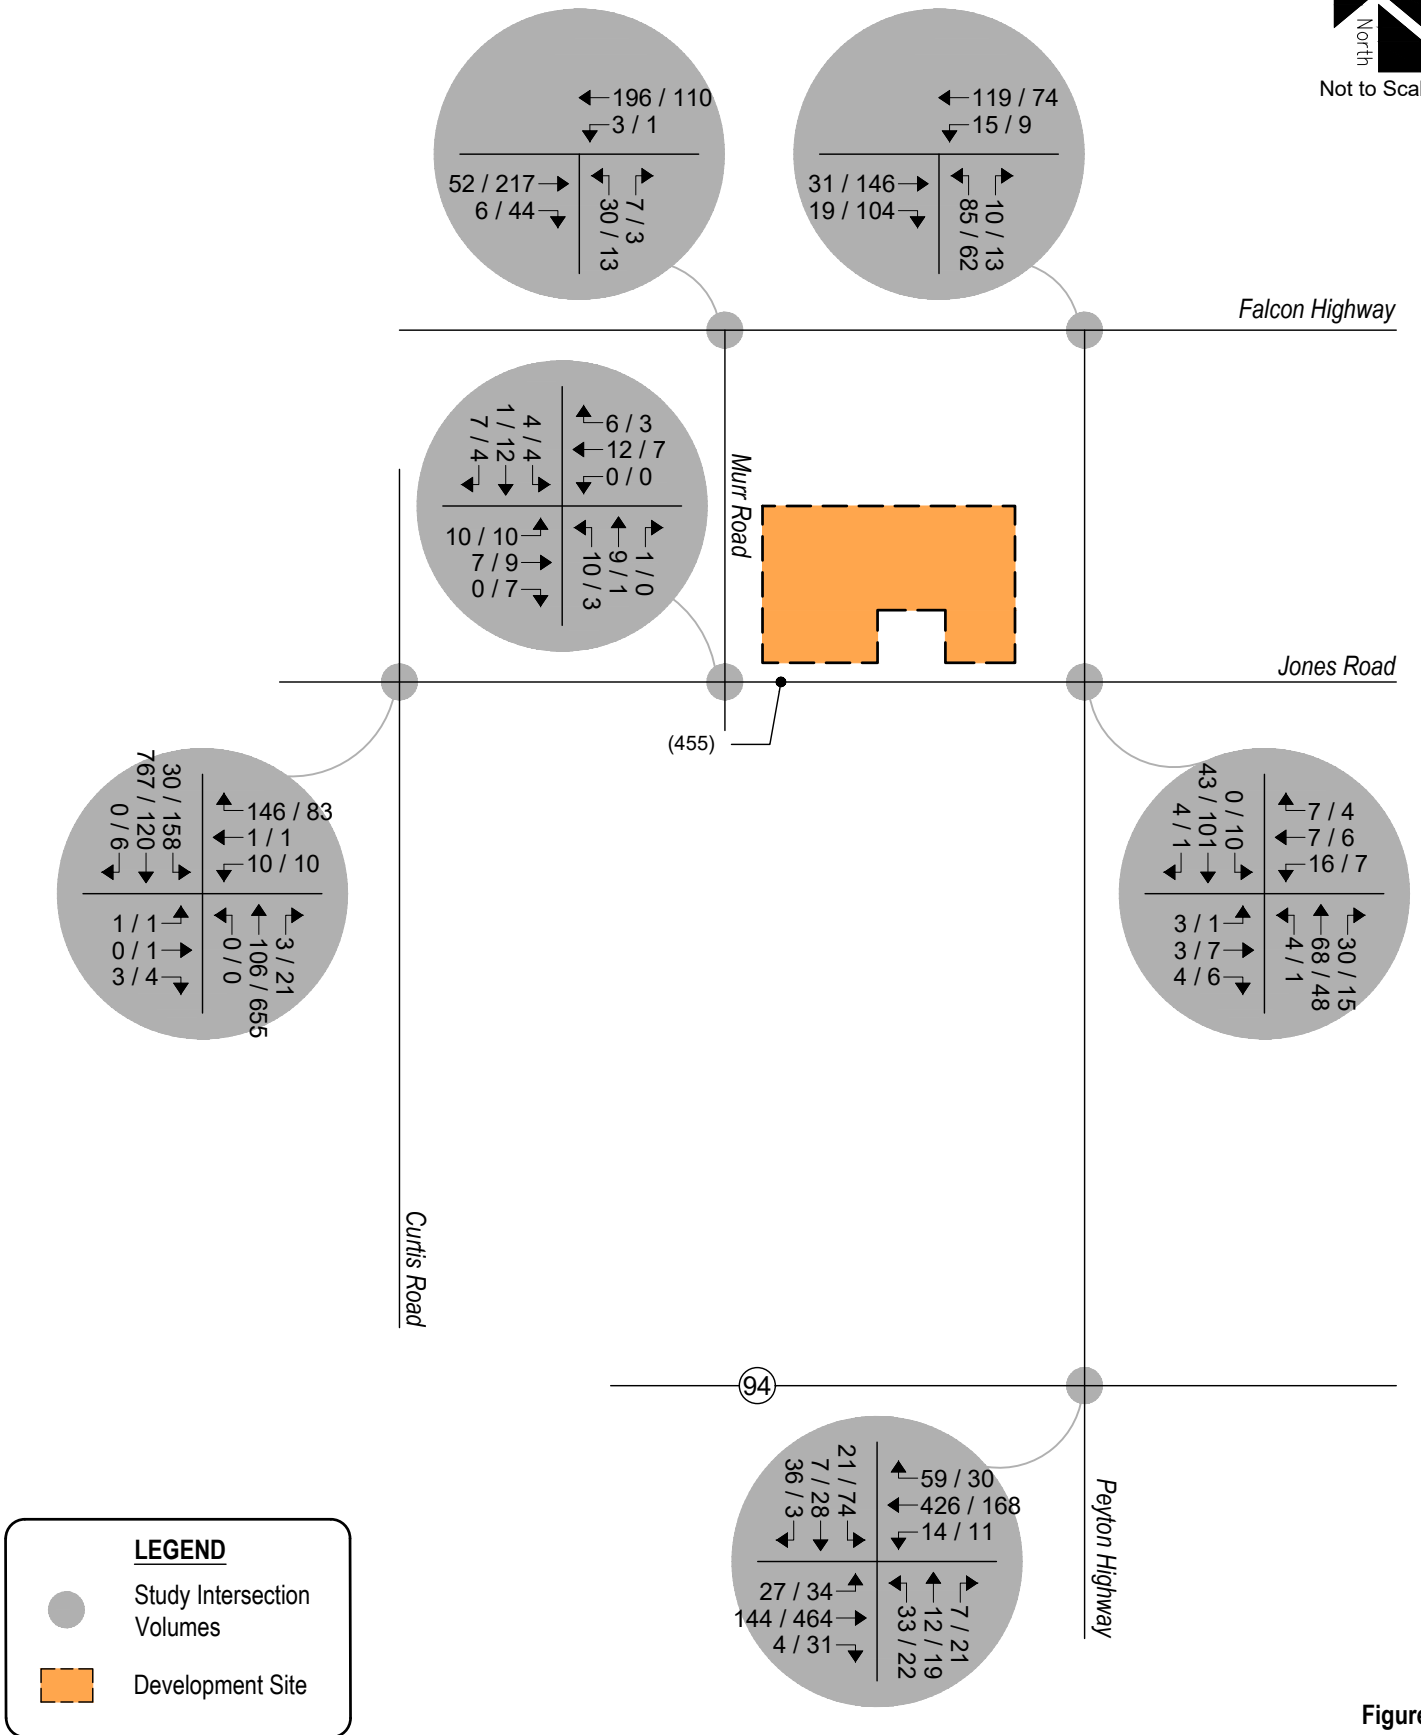 North
Not to Scal
196 / 110
3 / 1
52 / 217
6 / 44
30 / 13
7 / 3
119 / 74
15 / 9
31 / 146
19 / 104
85 / 62
10 / 13
Falcon Highway
7 / 4
1 / 12
4 / 4
6 / 3
12 / 7
0 / 0
10 / 10
7 / 9
0 / 7
10 / 3
9 / 1
1 / 0
Murr Road
Jones Road
(455)
0 / 6
767 / 120
30 / 158
146 / 83
1 / 1
10 / 10
1 / 1
0 / 1
3 / 4
0 / 0
106 / 655
3 / 21
4 / 1
43 / 101
0 / 10
7 / 4
7 / 6
16 / 7
3 / 1
3 / 7
4 / 6
4 / 1
68 / 48
30 / 15
Curtis Road
94
36 / 3
7 / 28
21 / 74
59 / 30
426 / 168
14 / 11
27 / 34
144 / 464
4 / 31
33 / 22
12 / 19
7 / 21
Peyton Highway
LEGEND
Study Intersection
Volumes
Development Site
Figure